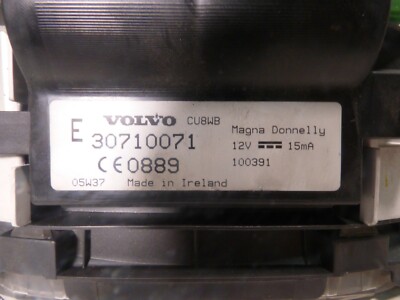 VOLVO CU8WB
E 30710071
Magna Donnelly
12V 15mA
CE0889
100391
05W37 Made in Ireland